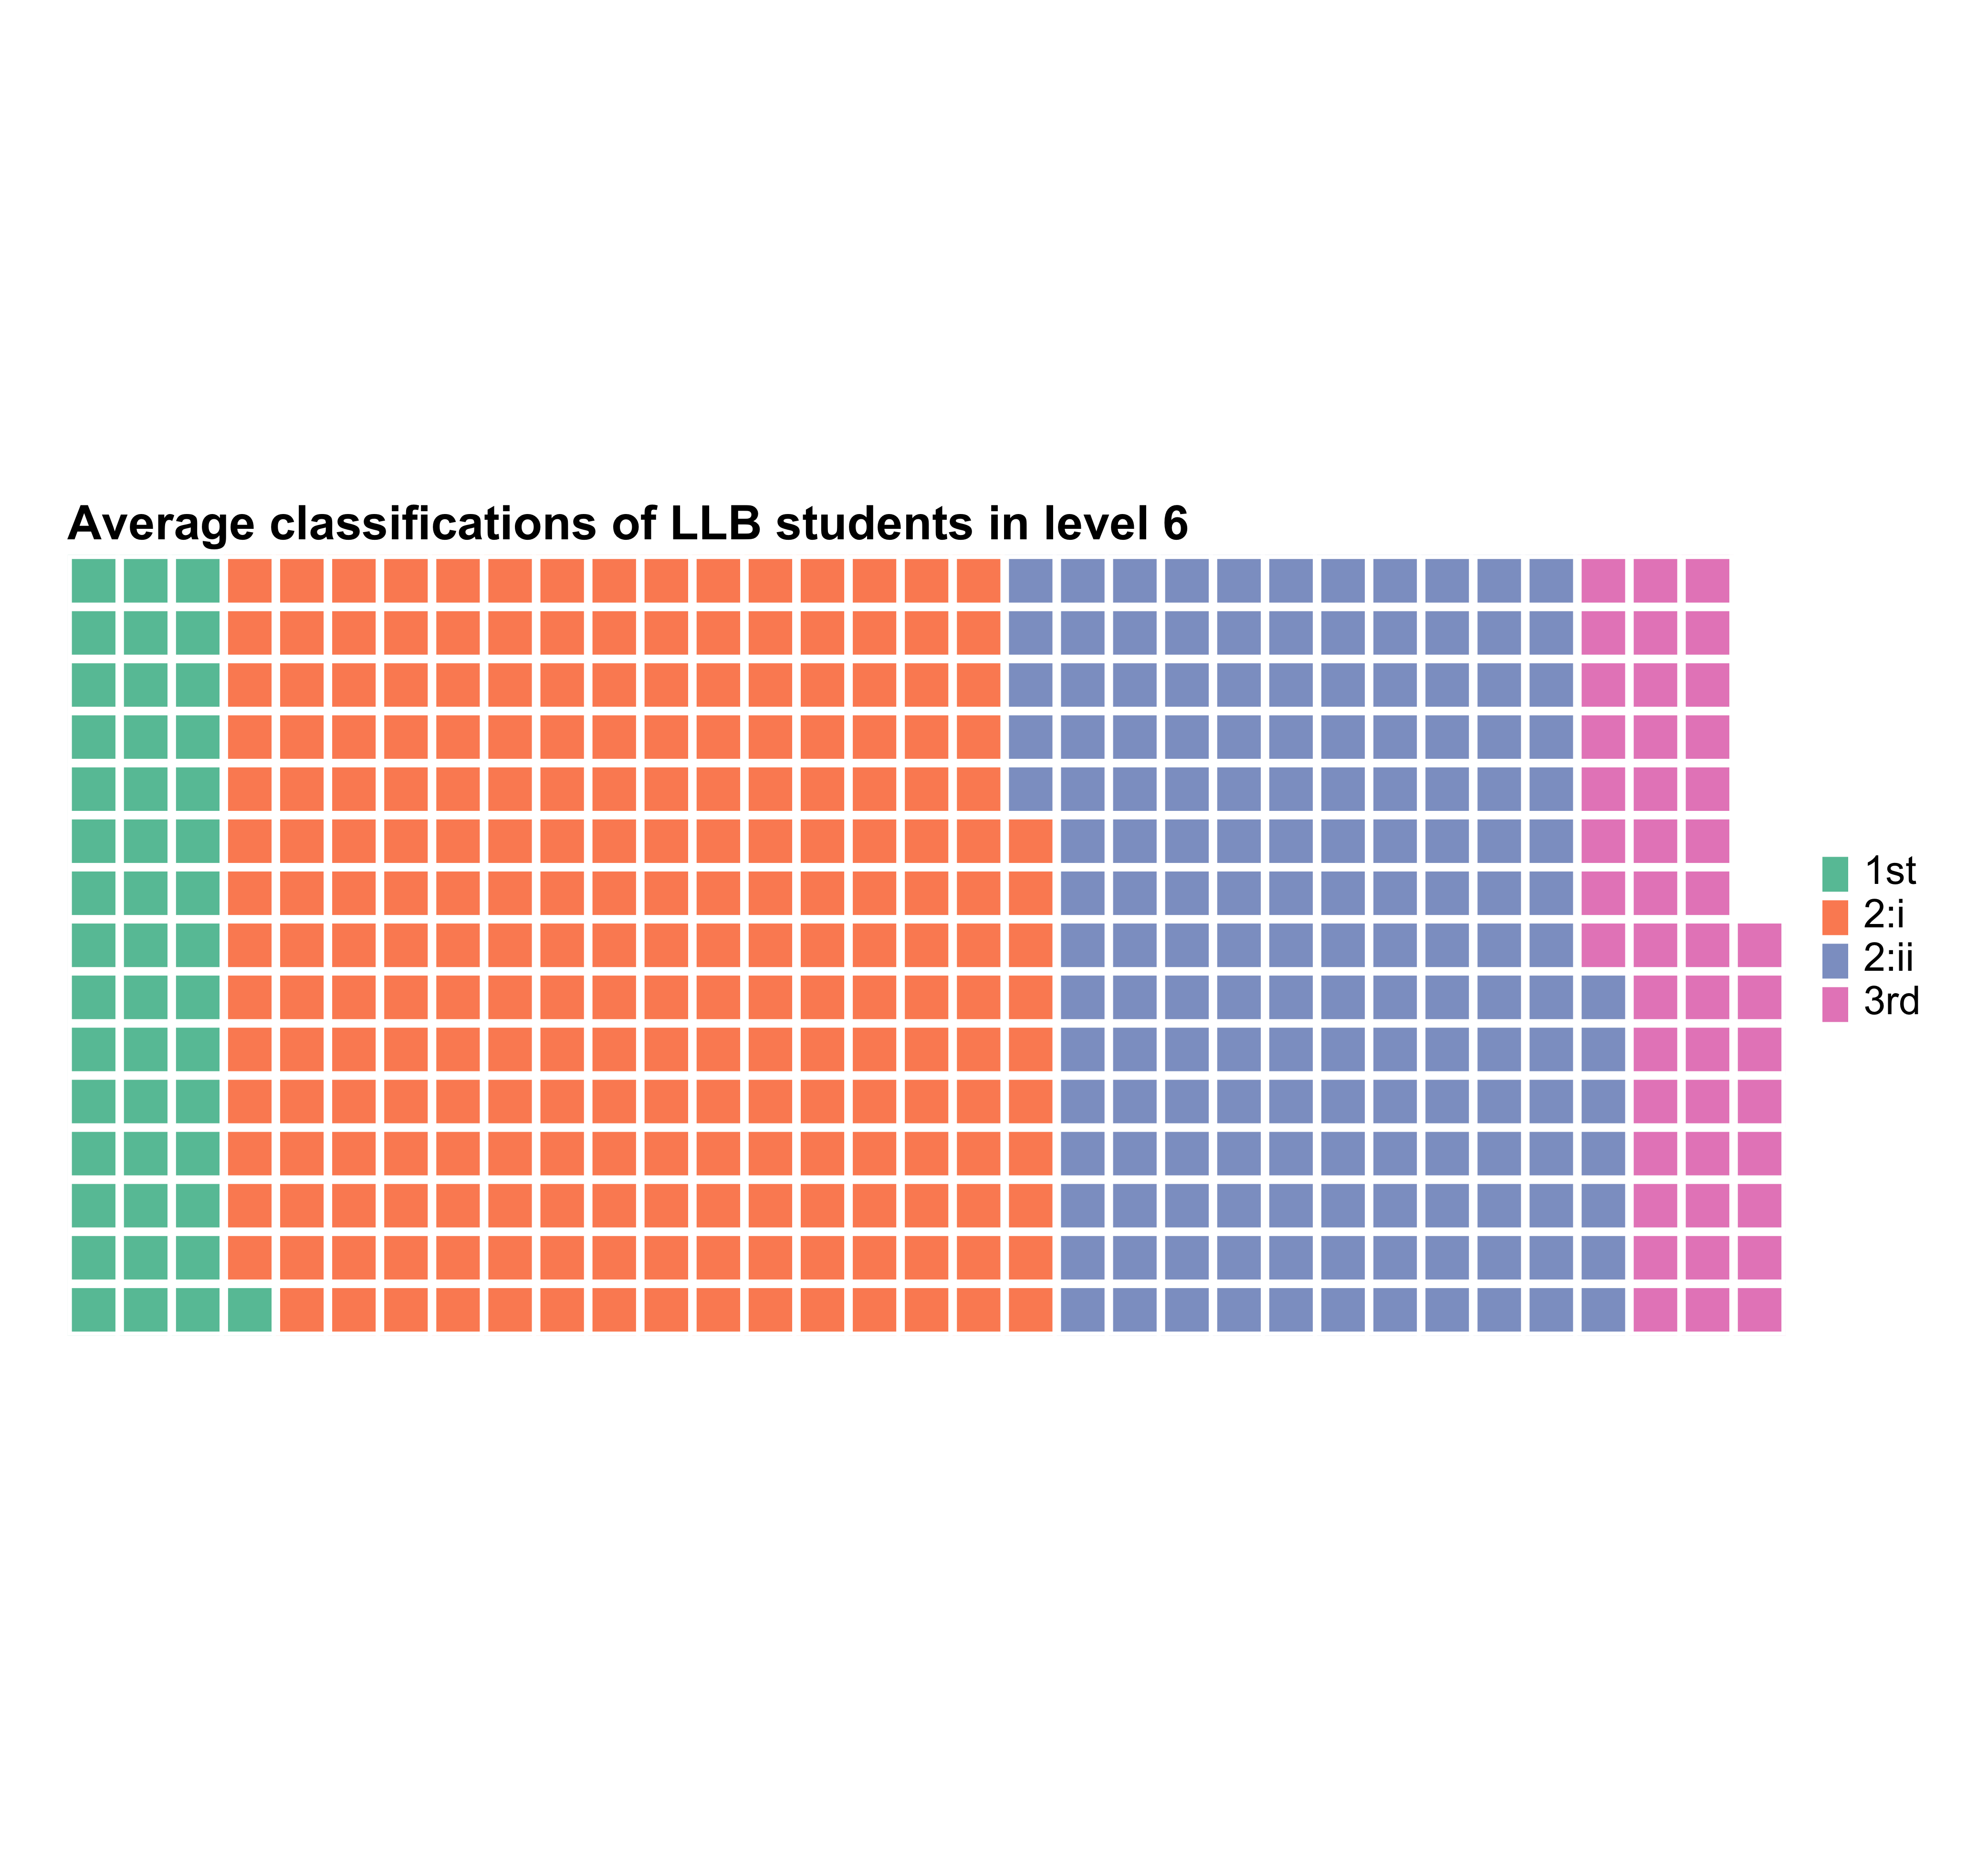 Average classifications of LLB students in level 6
1st
2:i
2:ii
3rd